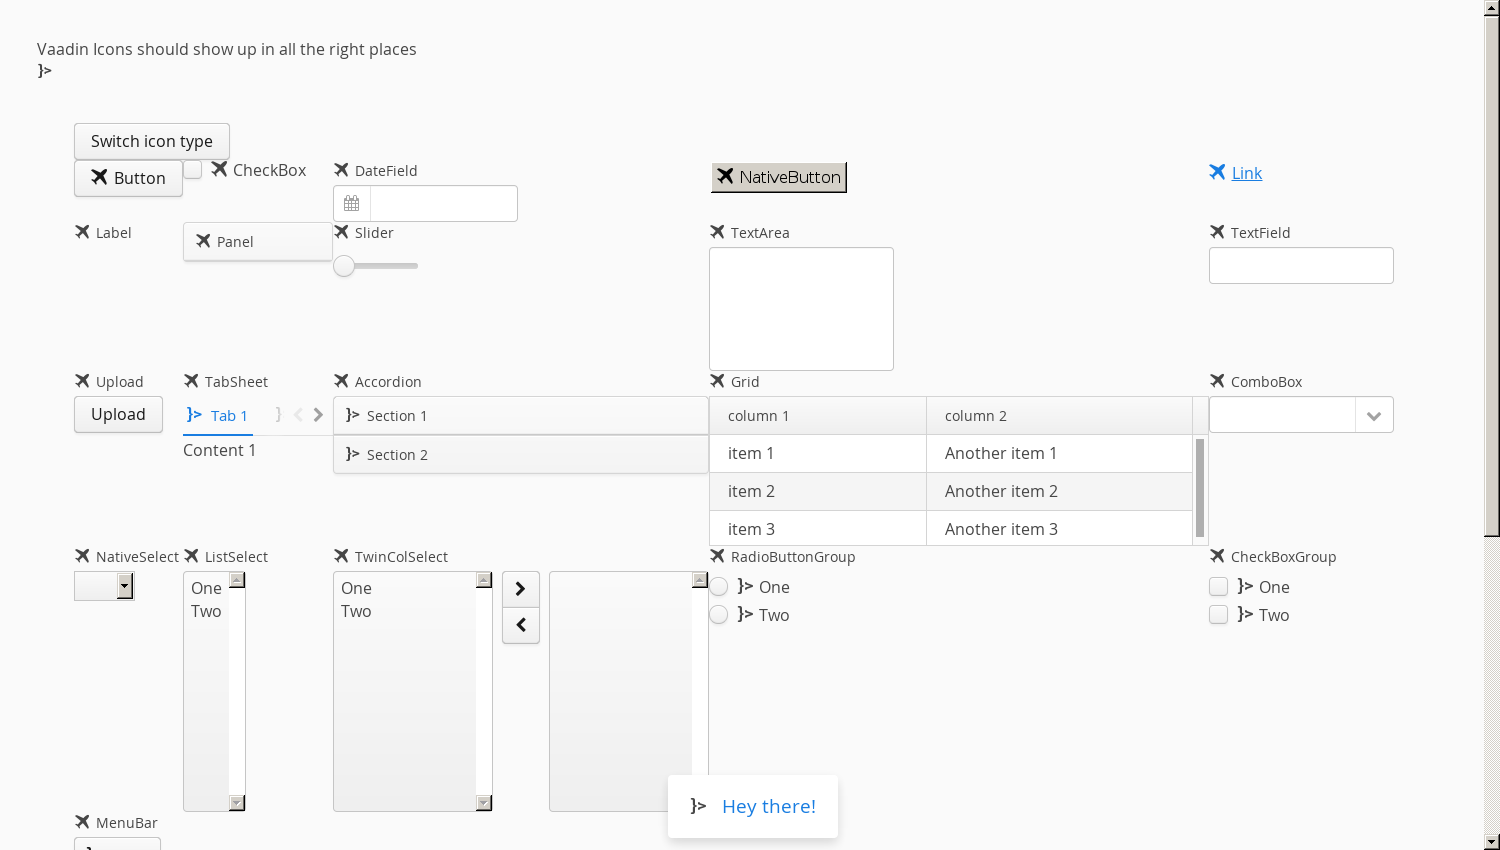 Vaadin Icons should show up in all the right places
}>
Switch icon type
Button
CheckBox
DateField
NativeButton
Link
Label
Panel
Slider
TextArea
TextField
Upload
TabSheet
Accordion
Grid
ComboBox
Upload
}> Tab 1
}
Content 1
}> Section 1
}> Section 2
column 1 column 2
item 1 Another item 1
item 2 Another item 2
item 3 Another item 3
NativeSelect
ListSelect
TwinColSelect
RadioButtonGroup
CheckBoxGroup
One
Two
One
Two
}> One
}> Two
}> One
}> Two
}> Hey there!
MenuBar